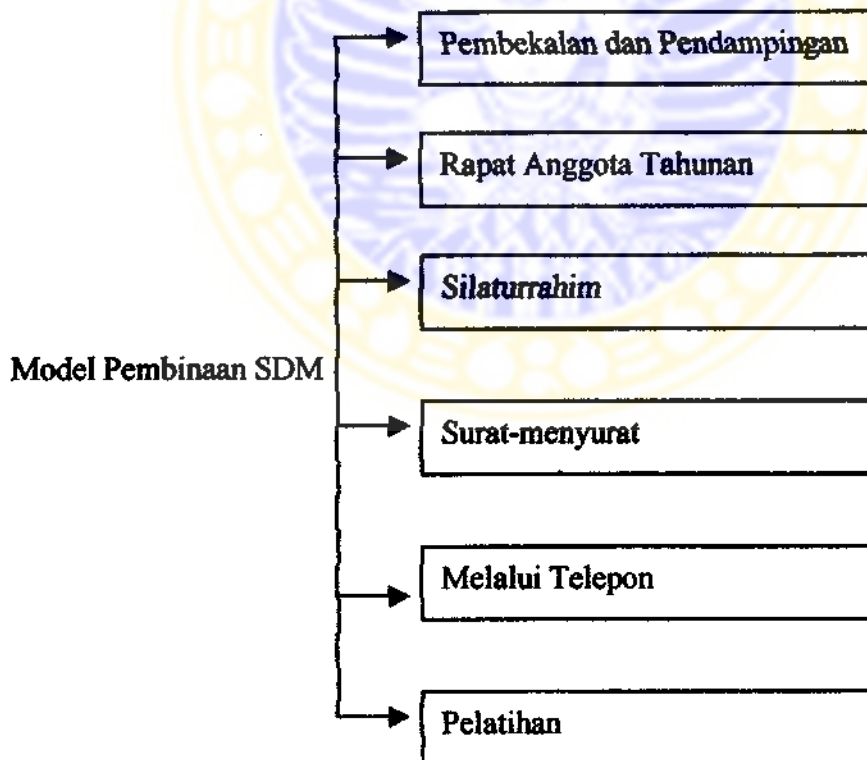 Pembekalan dan Pendampingan
Rapat Anggota Tahunan
Silaturrahim
Model Pembinaan SDM
Surat-menyurat
Melalui Telepon
Pelatihan